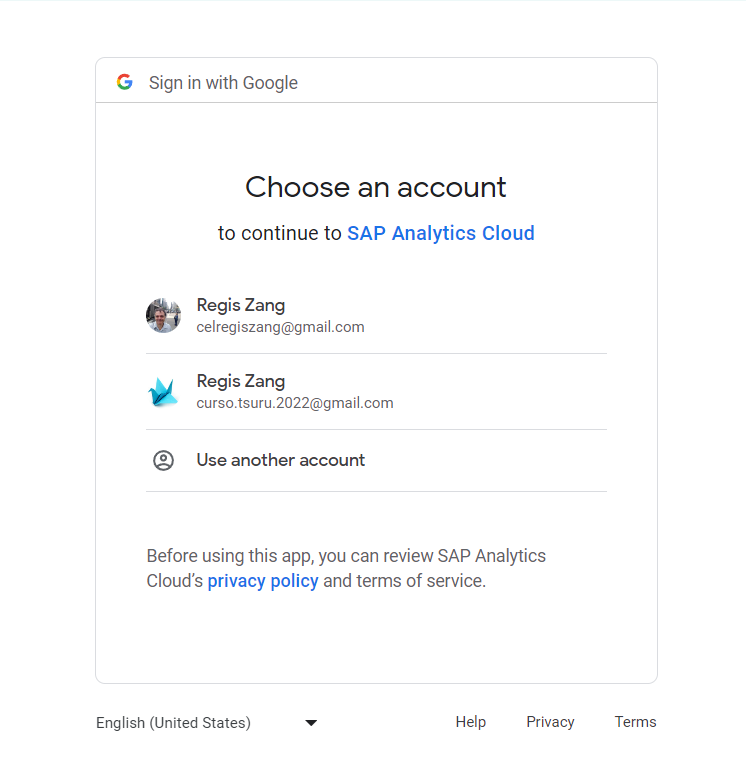 Sign in with Google
Choose an account
to continue to SAP Analytics Cloud
Regis Zang
celregiszang@gmail.com
Regis Zang
curso.tsuru.2022@gmail.com
Use another account
Before using this app, you can review SAP Analytics
Cloud’s privacy policy and terms of service.
English (United States)
Help Privacy Terms